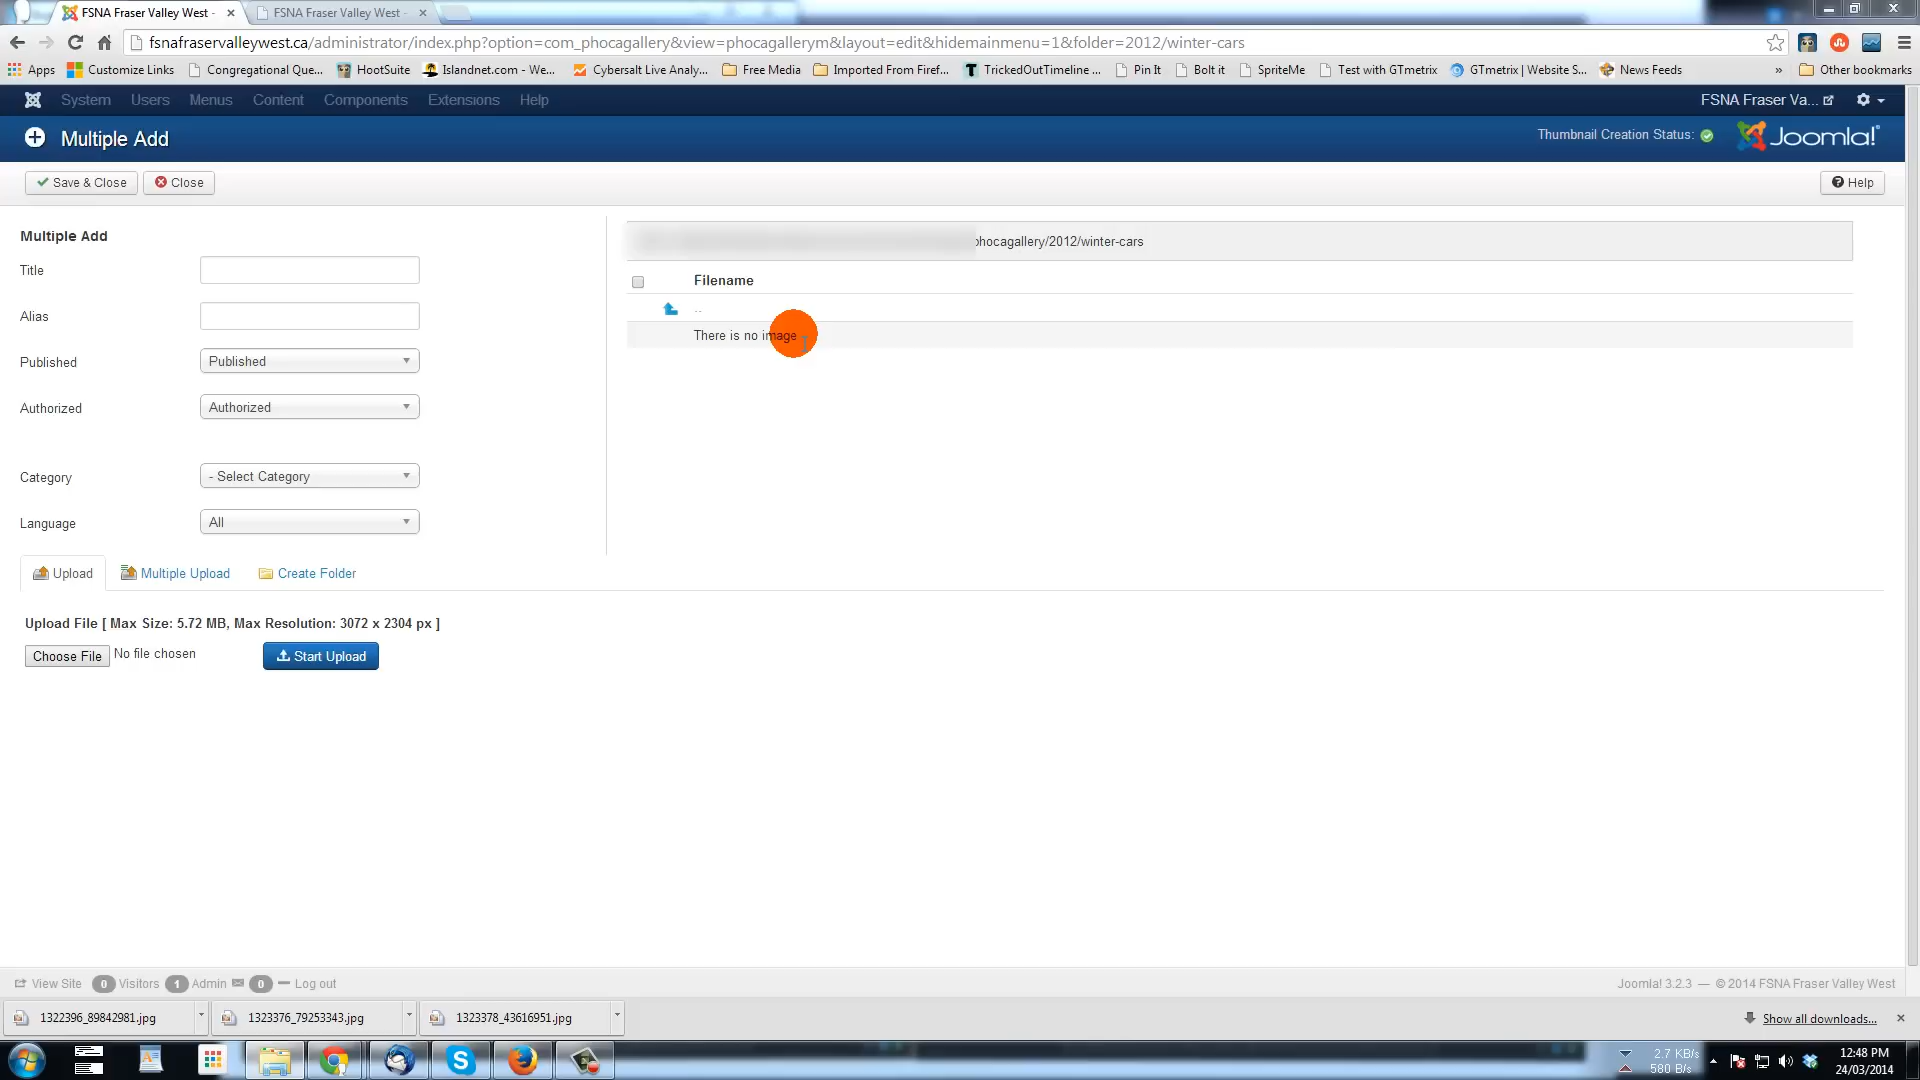 FSNA Fraser Valley West -
FSNA Fraser Valley West -
fsnafraservalleywest.ca/administrator/index.php?option=com_phocagallery&view=phocagallerym&layout=edit&hidemainmenu=1&folder=2012/winter-cars
Apps Customize Links Congregational Que... HootSuite Islandnet.com - We... Cybersalt Live Analy... Free Media Imported From Firef... TrickedOutTimeline ... Pin It Bolt it SpriteMe Test with GTmetrix GTmetrix | Website S... News Feeds » Other bookmarks
System Users Menus Content Components Extensions Help FSNA Fraser Va...
Multiple Add Thumbnail Creation Status: Joomla!
Save & Close Close Help
Multiple Add
phocagallery/2012/winter-cars
Title
Filename
Alias
..
There is no image
Published Published
Authorized Authorized
Category - Select Category
Language All
Upload Multiple Upload Create Folder
Upload File [ Max Size: 5.72 MB, Max Resolution: 3072 x 2304 px ]
Choose File No file chosen Start Upload
View Site 0 Visitors 1 Admin 0 Log out Joomla! 3.2.3 — © 2014 FSNA Fraser Valley West
1322396_89842981.jpg 1323376_79253343.jpg 1323378_43616951.jpg Show all downloads...
2.7 KB/s
580 B/s
12:48 PM
24/03/2014